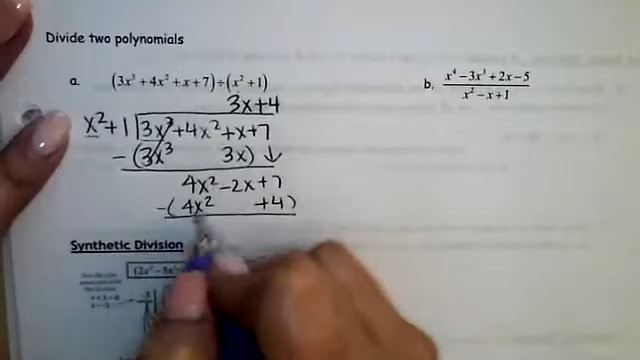 Divide two polynomials
a. (3x³ + 4x² + x + 7) ÷ (x² + 1)
b. x⁴ − 3x³ + 2x − 5
x² − x + 1
3x + 4
x² + 1 3x³ + 4x² + x + 7
− (3x³ 3x) ↓
4x² − 2x + 7
− (4x² + 4)
Synthetic Division